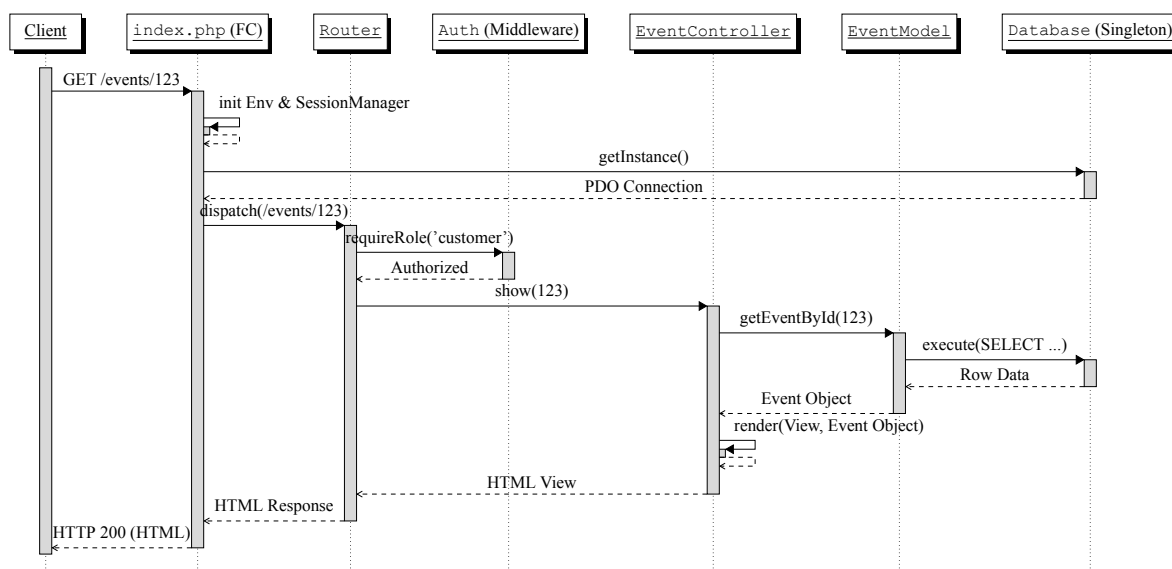 Client
index.php (FC)
Router
Auth (Middleware)
EventController
EventModel
Database (Singleton)
GET /events/123
init Env & SessionManager
getInstance()
PDO Connection
dispatch(/events/123)
requireRole(’customer’)
Authorized
show(123)
getEventById(123)
execute(SELECT ...)
Row Data
Event Object
render(View, Event Object)
HTML View
HTML Response
HTTP 200 (HTML)